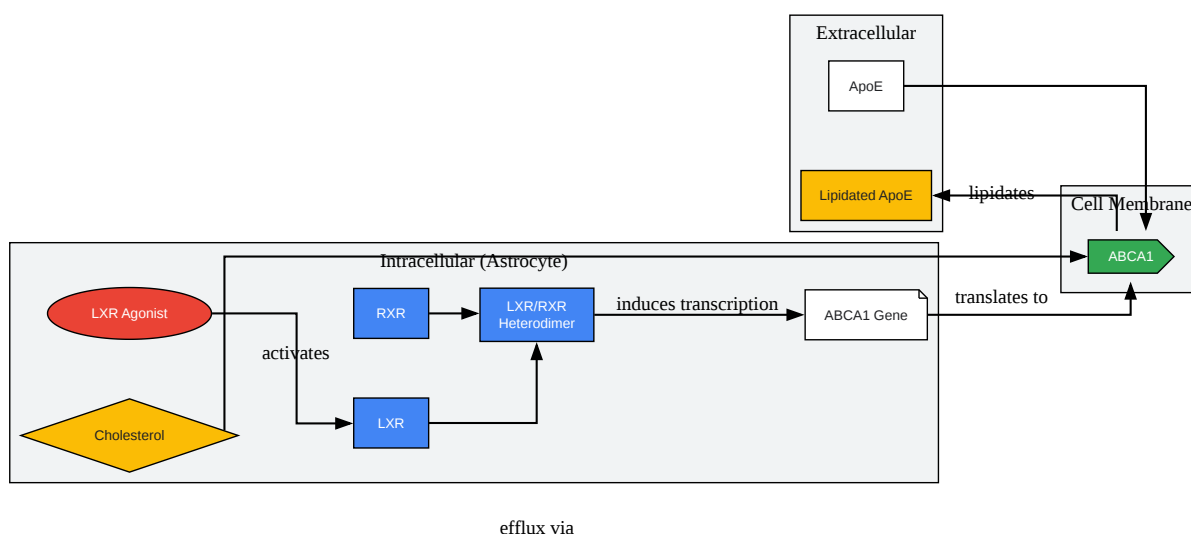 Extracellular
ApoE
Lipidated ApoE
lipidates
Cell Membrane
ABCA1
Intracellular (Astrocyte)
LXR Agonist
RXR
LXR/RXR
Heterodimer
induces transcription
ABCA1 Gene
translates to
activates
LXR
Cholesterol
efflux via